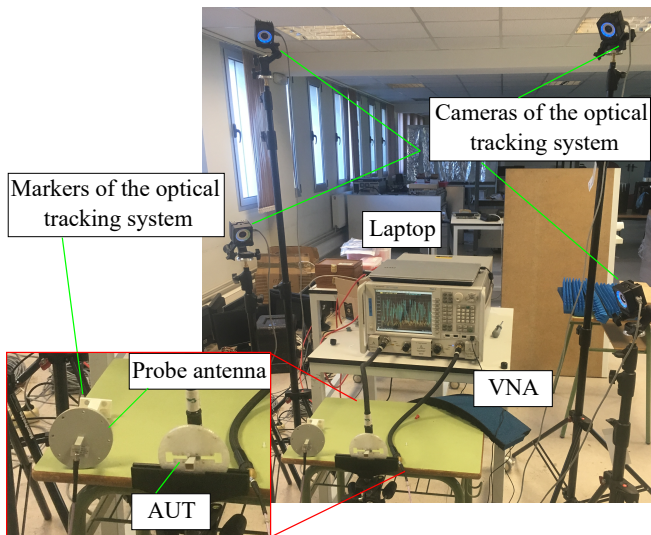 Cameras of the optical
tracking system
Markers of the optical
tracking system
Laptop
Probe antenna
VNA
AUT